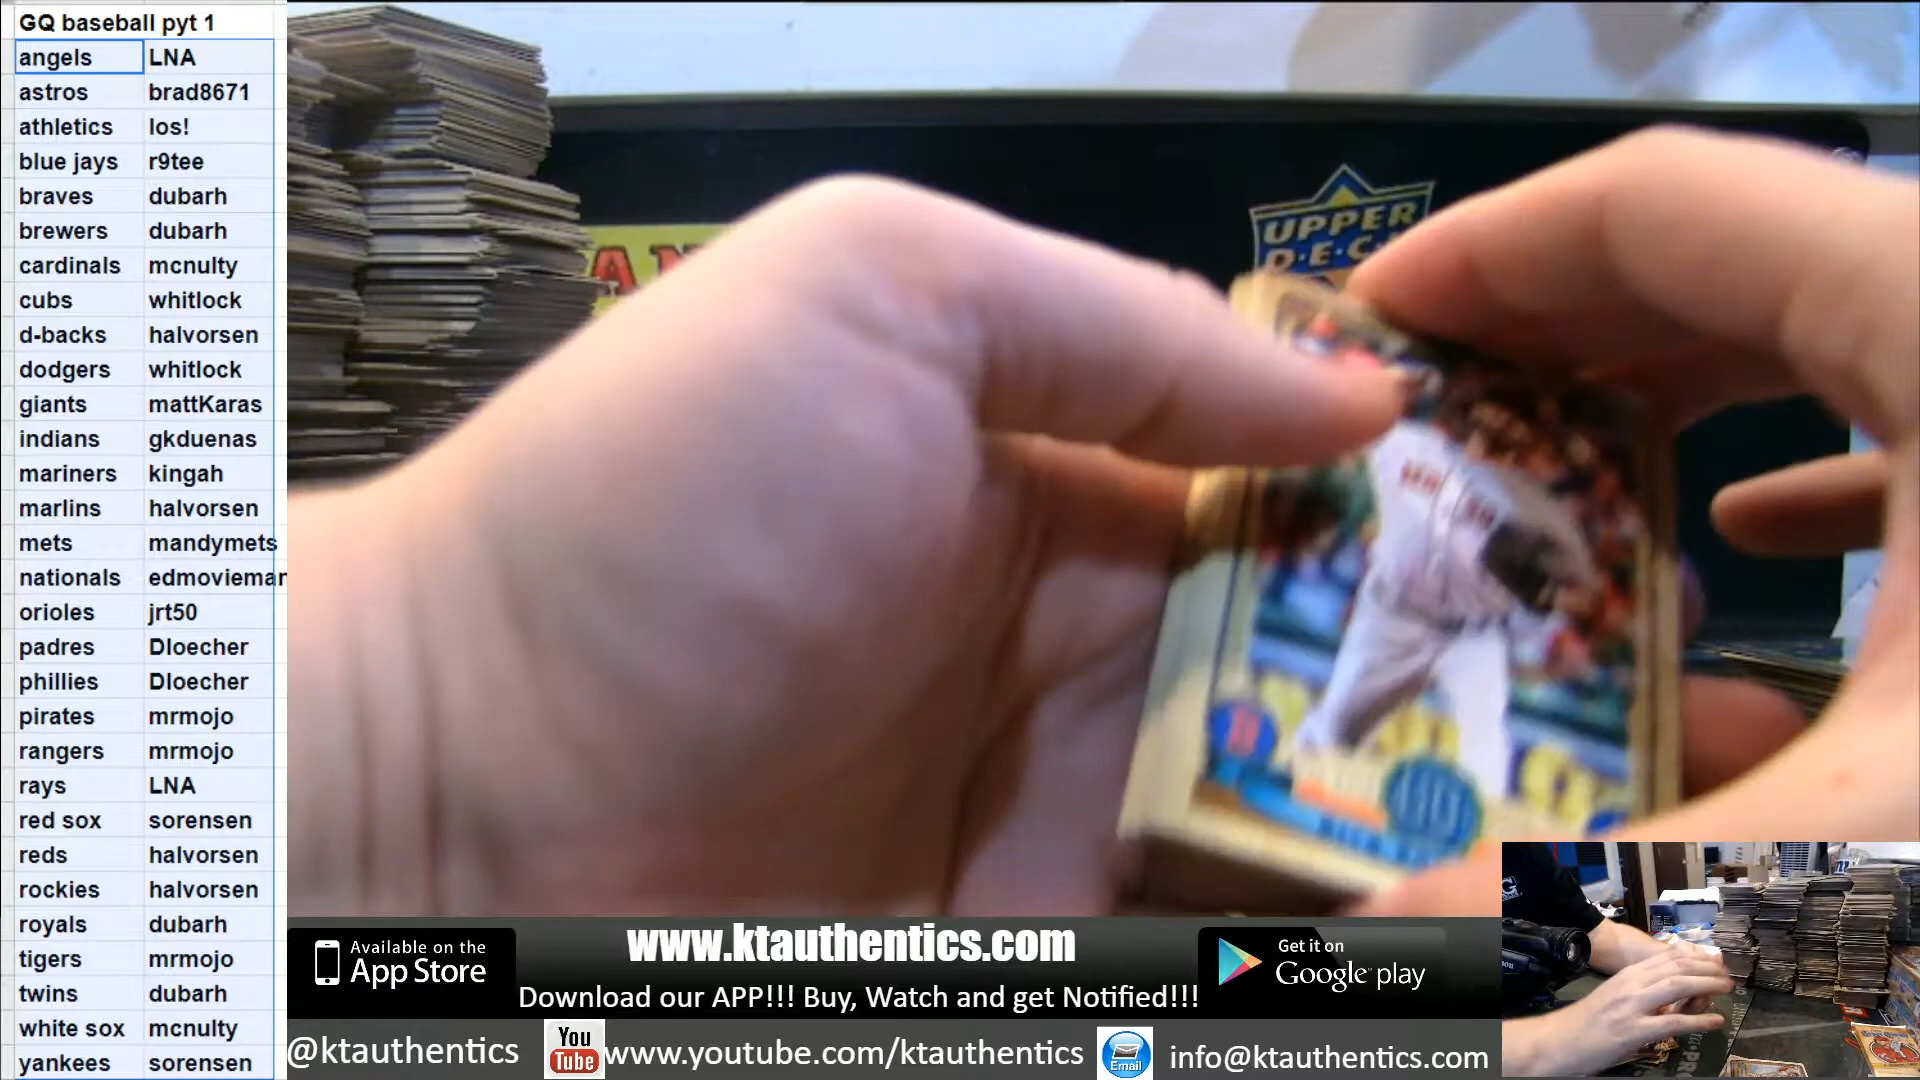 GQ baseball pyt 1
angels LNA
astros brad8671
athletics los!
blue jays r9tee
braves dubarh
brewers dubarh
cardinals mcnulty
cubs whitlock
d-backs halvorsen
dodgers whitlock
giants mattKaras
indians gkduenas
mariners kingah
marlins halvorsen
mets mandymets
nationals edmovieman
orioles jrt50
padres Dloecher
phillies Dloecher
pirates mrmojo
rangers mrmojo
rays LNA
red sox sorensen
reds halvorsen
rockies halvorsen
royals dubarh
tigers mrmojo
twins dubarh
white sox mcnulty
yankees sorensen
UPPER
D·E·C
Available on the
App Store
www.ktauthentics.com
Get it on
Google play
Download our APP!!! Buy, Watch and get Notified!!!
@ktauthentics
You
Tube
www.youtube.com/ktauthentics
Email
info@ktauthentics.com